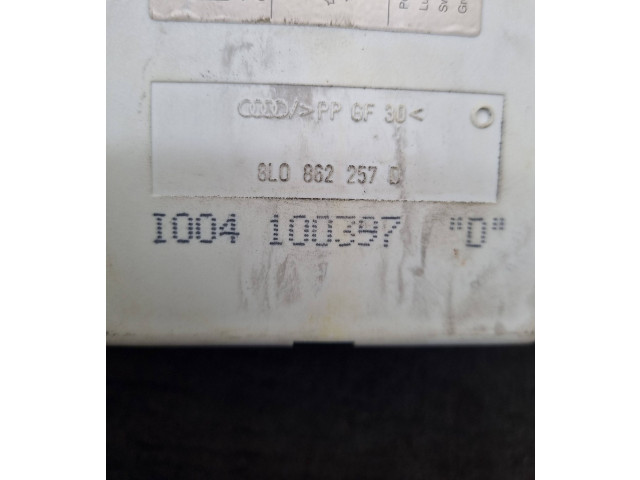 />PP GF 30<
8L0 862 257 D
I004 100397 "D"